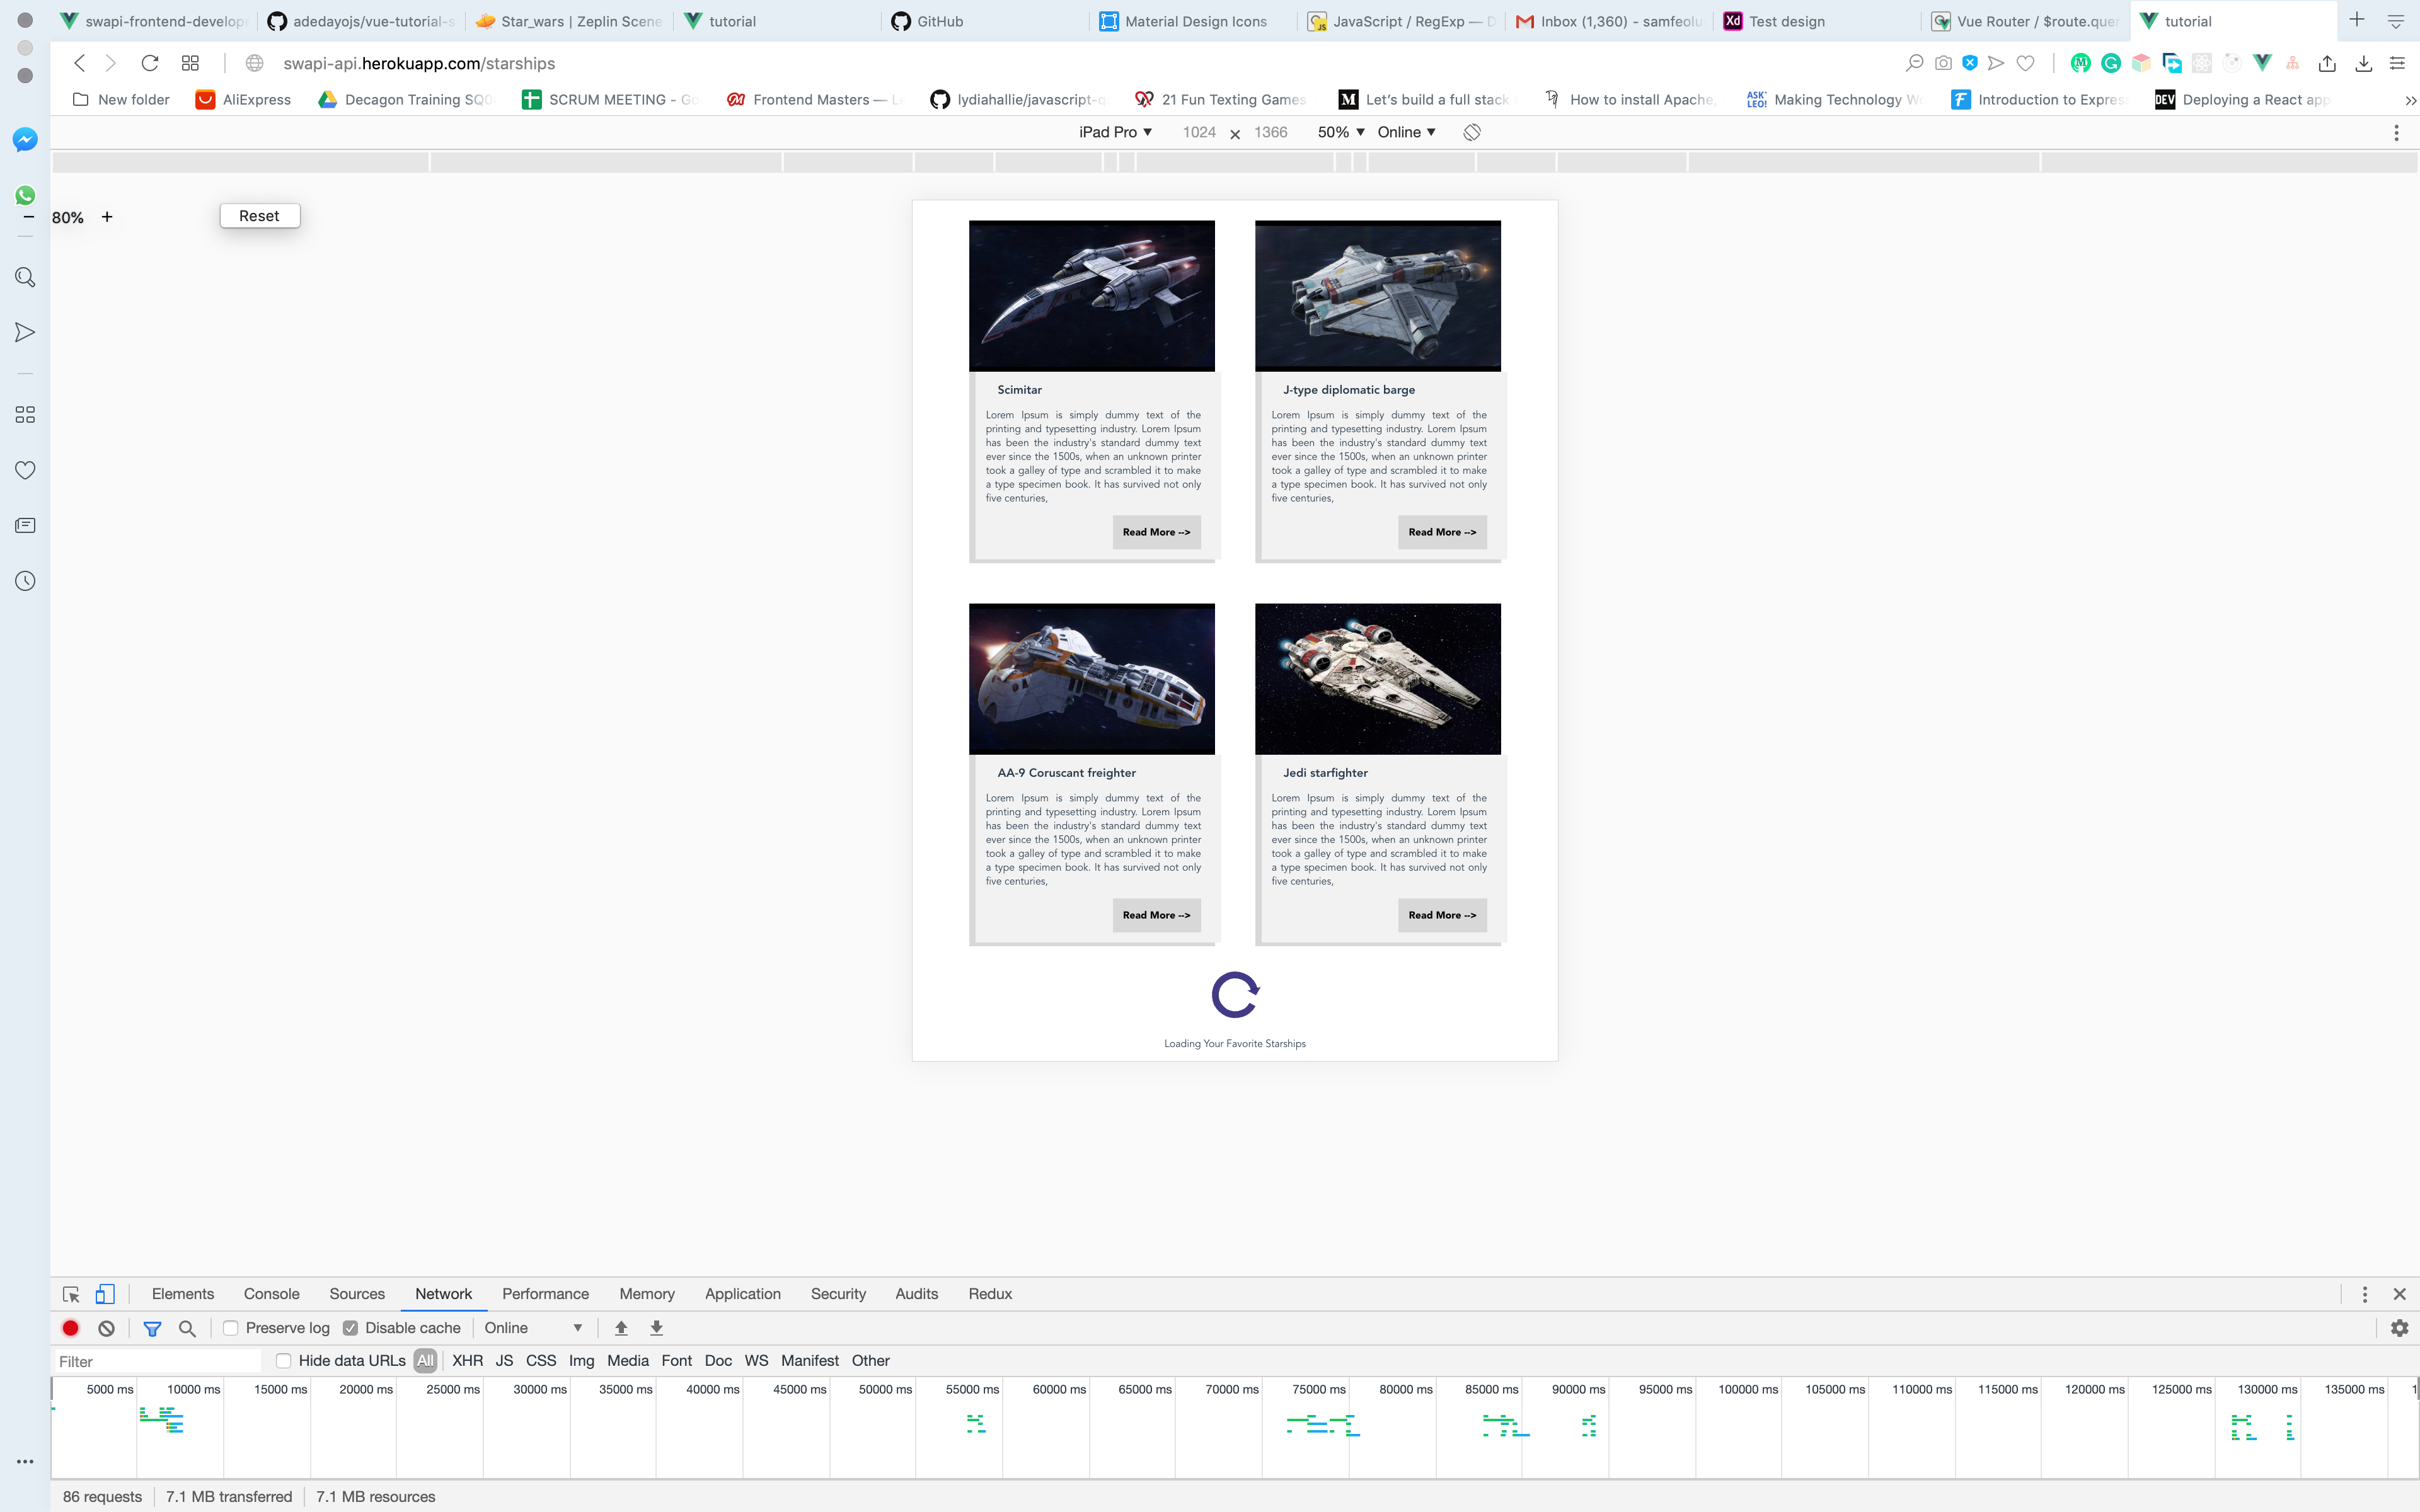 swapi-frontend-develop
adedayojs/vue-tutorial-s
Star_wars | Zeplin Scene
tutorial
GitHub
Material Design Icons
JavaScript / RegExp — D
Inbox (1,360) - samfeolu
Xd Test design
Vue Router / $route.quer
tutorial
swapi-api.herokuapp.com/starships
New folder
AliExpress
Decagon Training SQ0
SCRUM MEETING - Go
Frontend Masters — Le
lydiahallie/javascript-q
21 Fun Texting Games
M Let's build a full stack
How to install Apache,
ASK LEO! Making Technology Wo
Introduction to Expres
DEV Deploying a React app
iPad Pro ▼ 1024 × 1366 50% ▼ Online ▼
− 80% + Reset
Scimitar
Lorem Ipsum is simply dummy text of the
printing and typesetting industry. Lorem Ipsum
has been the industry's standard dummy text
ever since the 1500s, when an unknown printer
took a galley of type and scrambled it to make
a type specimen book. It has survived not only
five centuries,
Read More -->
J-type diplomatic barge
Lorem Ipsum is simply dummy text of the
printing and typesetting industry. Lorem Ipsum
has been the industry's standard dummy text
ever since the 1500s, when an unknown printer
took a galley of type and scrambled it to make
a type specimen book. It has survived not only
five centuries,
Read More -->
AA-9 Coruscant freighter
Lorem Ipsum is simply dummy text of the
printing and typesetting industry. Lorem Ipsum
has been the industry's standard dummy text
ever since the 1500s, when an unknown printer
took a galley of type and scrambled it to make
a type specimen book. It has survived not only
five centuries,
Read More -->
Jedi starfighter
Lorem Ipsum is simply dummy text of the
printing and typesetting industry. Lorem Ipsum
has been the industry's standard dummy text
ever since the 1500s, when an unknown printer
took a galley of type and scrambled it to make
a type specimen book. It has survived not only
five centuries,
Read More -->
Loading Your Favorite Starships
Elements Console Sources Network Performance Memory Application Security Audits Redux
Preserve log Disable cache Online ▼
Filter Hide data URLs All XHR JS CSS Img Media Font Doc WS Manifest Other
5000 ms 10000 ms 15000 ms 20000 ms 25000 ms 30000 ms 35000 ms 40000 ms 45000 ms 50000 ms 55000 ms 60000 ms 65000 ms 70000 ms 75000 ms 80000 ms 85000 ms 90000 ms 95000 ms 100000 ms 105000 ms 110000 ms 115000 ms 120000 ms 125000 ms 130000 ms 135000 ms
86 requests 7.1 MB transferred 7.1 MB resources